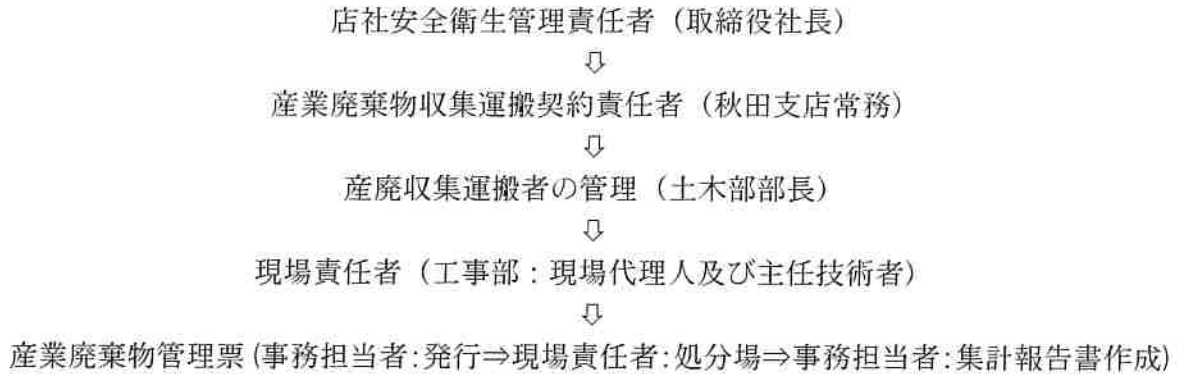 店社安全衛生管理責任者（取締役社長）
⇩
産業廃棄物収集運搬契約責任者（秋田支店常務）
⇩
産廃収集運搬者の管理（土木部部長）
⇩
現場責任者（工事部：現場代理人及び主任技術者）
⇩
産業廃棄物管理票(事務担当者:発行⇒現場責任者:処分場⇒事務担当者:集計報告書作成)